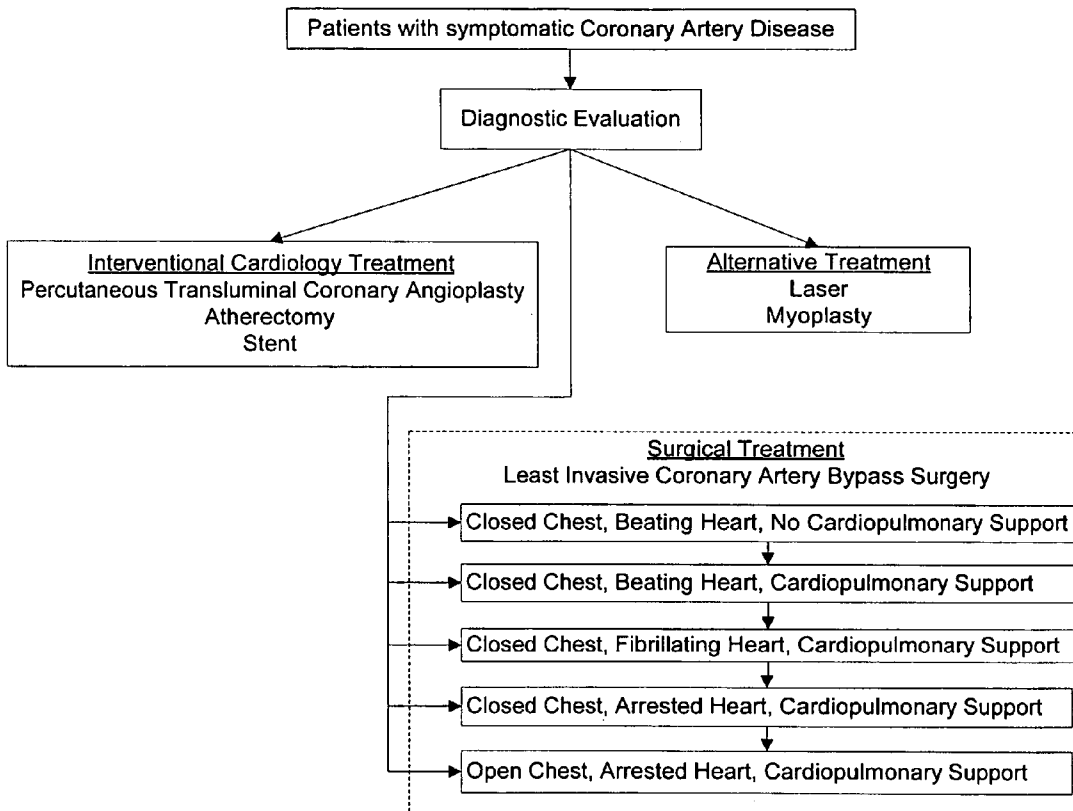 Patients with symptomatic Coronary Artery Disease
Diagnostic Evaluation
Interventional Cardiology Treatment
Percutaneous Transluminal Coronary Angioplasty
Atherectomy
Stent
Alternative Treatment
Laser
Myoplasty
Surgical Treatment
Least Invasive Coronary Artery Bypass Surgery
Closed Chest, Beating Heart, No Cardiopulmonary Support
Closed Chest, Beating Heart, Cardiopulmonary Support
Closed Chest, Fibrillating Heart, Cardiopulmonary Support
Closed Chest, Arrested Heart, Cardiopulmonary Support
Open Chest, Arrested Heart, Cardiopulmonary Support